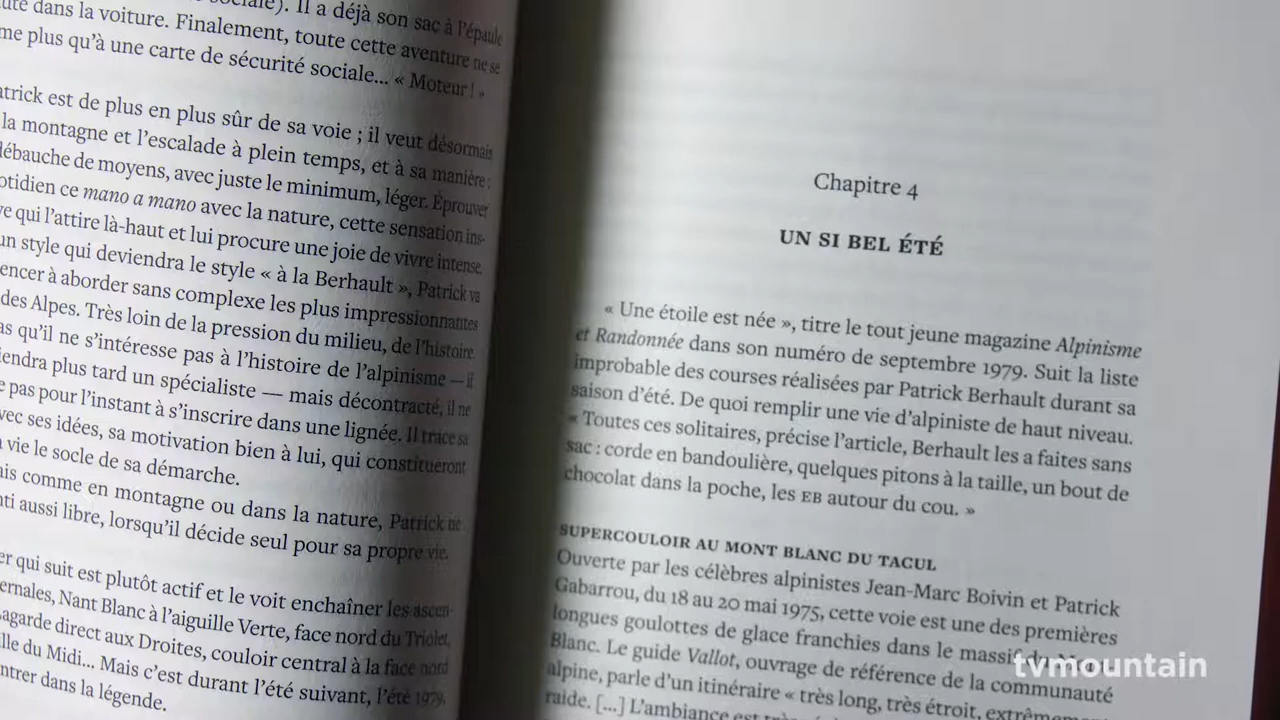 dans la voiture. Finalement, toute cette aventure ne se
sociale). Il a déjà son sac à l'épaule
me plus qu'à une carte de sécurité sociale... « Moteur ! »
atrick est de plus en plus sûr de sa voie ; il veut désormais
la montagne et l'escalade à plein temps, et à sa manière :
débauche de moyens, avec juste le minimum, léger. Éprouver
otidien ce mano a mano avec la nature, cette sensation ins-
ve qui l'attire là-haut et lui procure une joie de vivre intense.
un style qui deviendra le style « à la Berhault », Patrick va
encer à aborder sans complexe les plus impressionnantes
des Alpes. Très loin de la pression du milieu, de l'histoire.
as qu'il ne s'intéresse pas à l'histoire de l'alpinisme — il
iendra plus tard un spécialiste — mais décontracté, il ne
e pas pour l'instant à s'inscrire dans une lignée. Il trace sa
vec ses idées, sa motivation bien à lui, qui constitueront
vie le socle de sa démarche.
ais comme en montagne ou dans la nature, Patrick ne
nti aussi libre, lorsqu'il décide seul pour sa propre vie.
er qui suit est plutôt actif et le voit enchaîner les ascen-
ernales, Nant Blanc à l'aiguille Verte, face nord du Triolet,
agarde direct aux Droites, couloir central à la face nord
lle du Midi... Mais c'est durant l'été suivant, l'été 1979,
ntrer dans la légende.
Chapitre 4
UN SI BEL ÉTÉ
« Une étoile est née », titre le tout jeune magazine Alpinisme
et Randonnée dans son numéro de septembre 1979. Suit la liste
improbable des courses réalisées par Patrick Berhault durant sa
saison d'été. De quoi remplir une vie d'alpiniste de haut niveau.
« Toutes ces solitaires, précise l'article, Berhault les a faites sans
sac : corde en bandoulière, quelques pitons à la taille, un bout de
chocolat dans la poche, les EB autour du cou. »
SUPERCOULOIR AU MONT BLANC DU TACUL
Ouverte par les célèbres alpinistes Jean-Marc Boivin et Patrick
Gabarrou, du 18 au 20 mai 1975, cette voie est une des premières
longues goulottes de glace franchies dans le massif du Mont
Blanc. Le guide Vallot, ouvrage de référence de la communauté
alpine, parle d'un itinéraire « très long, très étroit, extrêmement
raide. [...] L'ambiance est
tvmountain